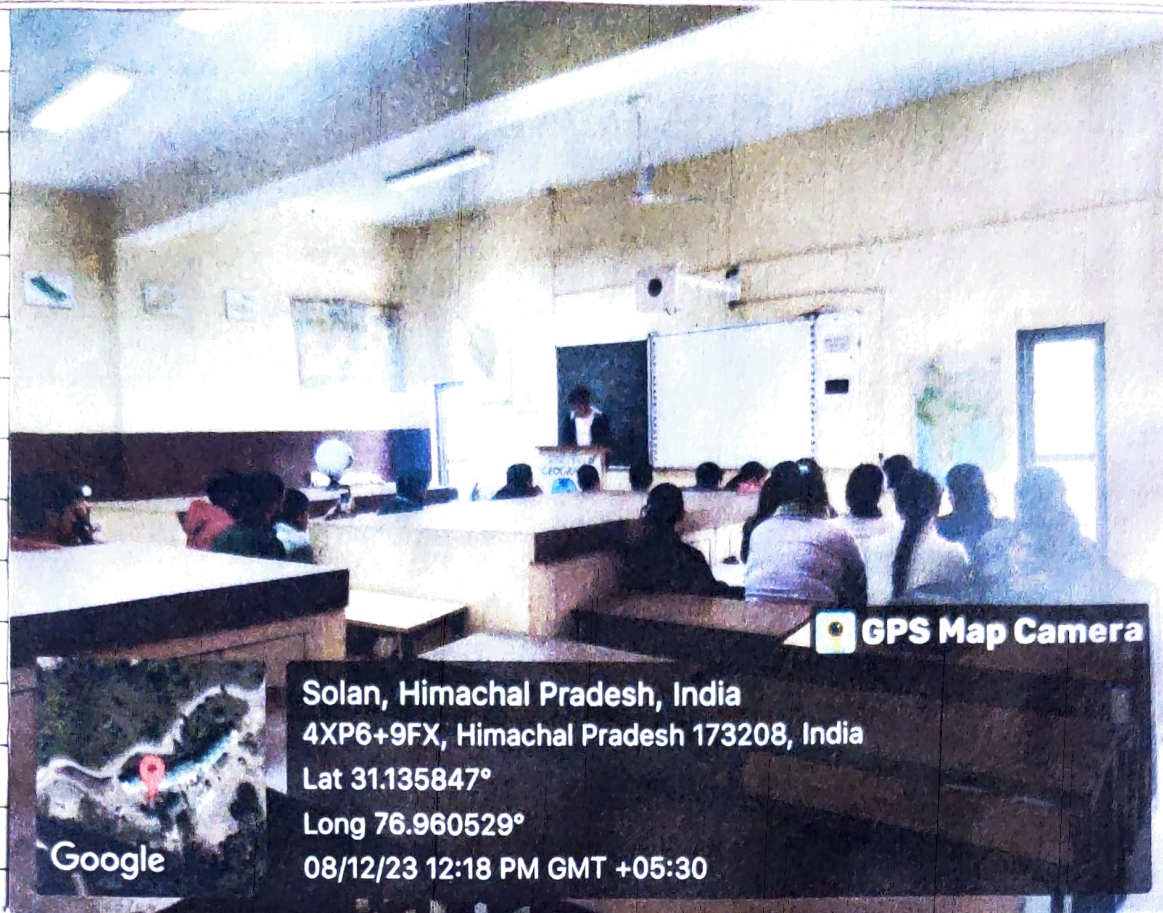 GEOGRAPHY
GPS Map Camera
Solan, Himachal Pradesh, India
4XP6+9FX, Himachal Pradesh 173208, India
Lat 31.135847°
Long 76.960529°
08/12/23 12:18 PM GMT +05:30
Google